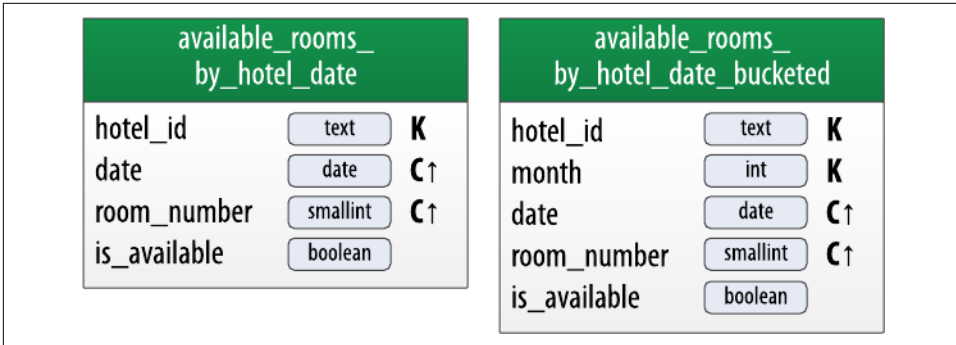 available_rooms_
by_hotel_date
hotel_id text K
date date C↑
room_number smallint C↑
is_available boolean
available_rooms_
by_hotel_date_bucketed
hotel_id text K
month int K
date date C↑
room_number smallint C↑
is_available boolean